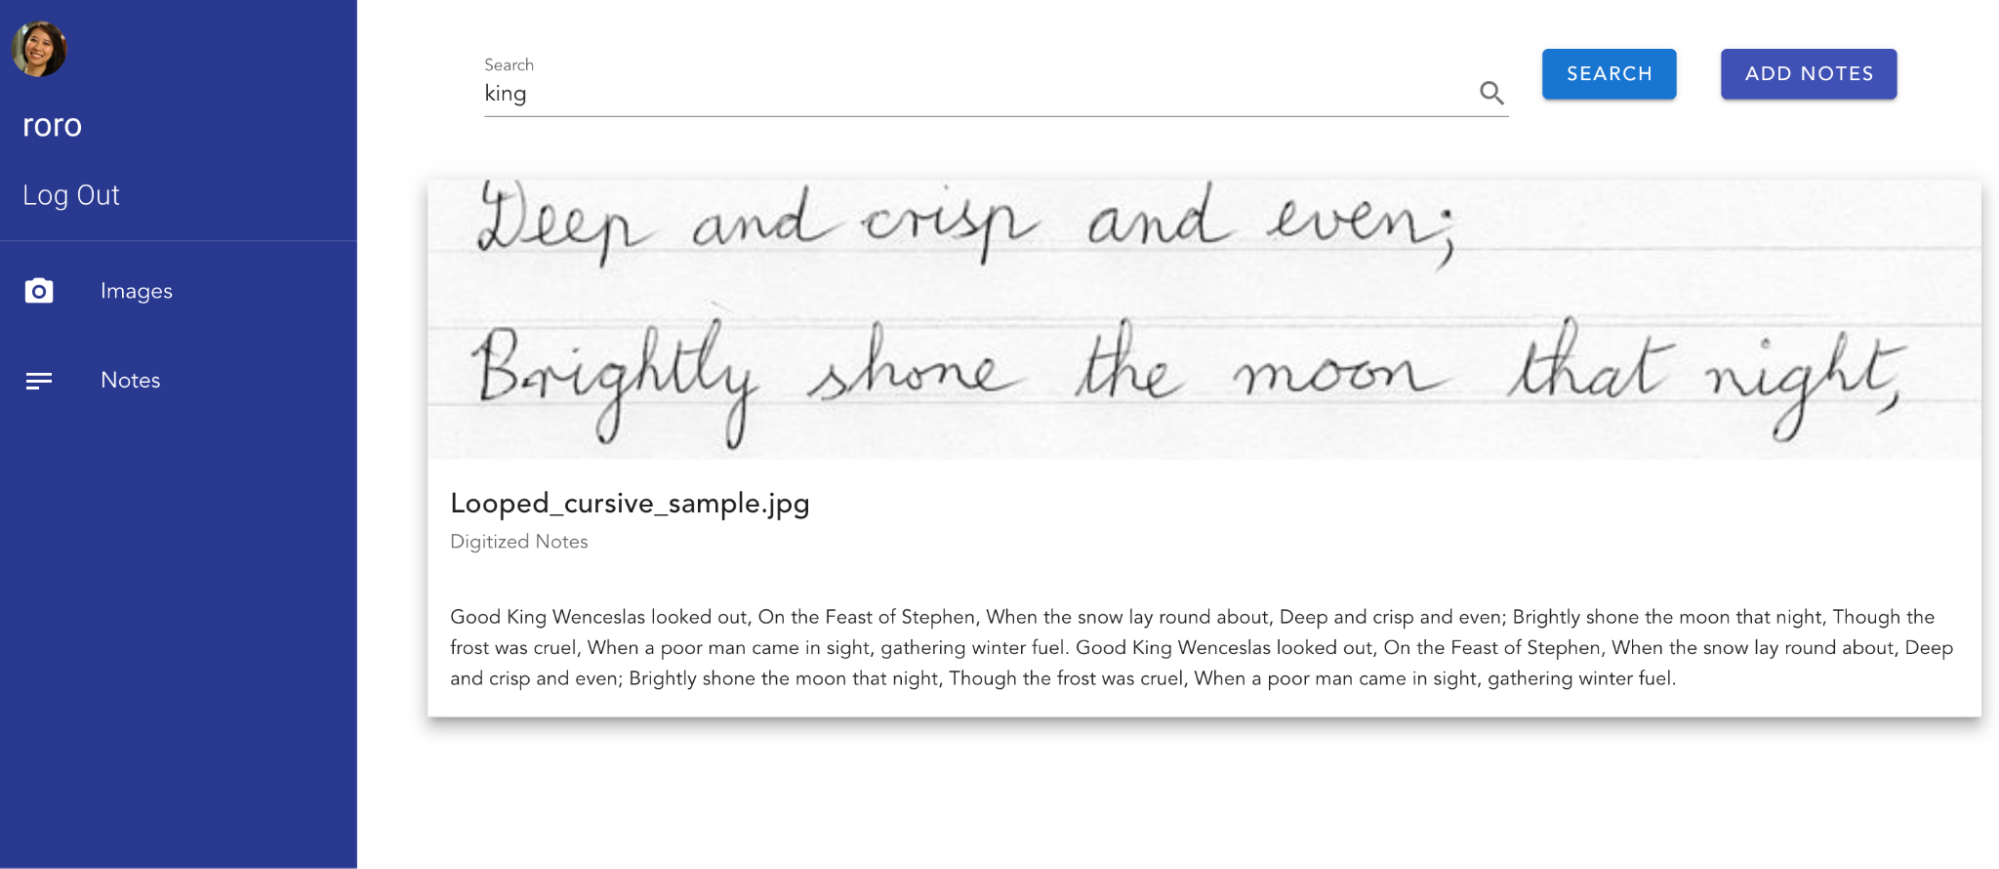 roro
Log Out
Images
Notes
Search
king
SEARCH
ADD NOTES
Deep and crisp and even;
Brightly shone the moon that night,
Looped_cursive_sample.jpg
Digitized Notes
Good King Wenceslas looked out, On the Feast of Stephen, When the snow lay round about, Deep and crisp and even; Brightly shone the moon that night, Though the
frost was cruel, When a poor man came in sight, gathering winter fuel. Good King Wenceslas looked out, On the Feast of Stephen, When the snow lay round about, Deep
and crisp and even; Brightly shone the moon that night, Though the frost was cruel, When a poor man came in sight, gathering winter fuel.